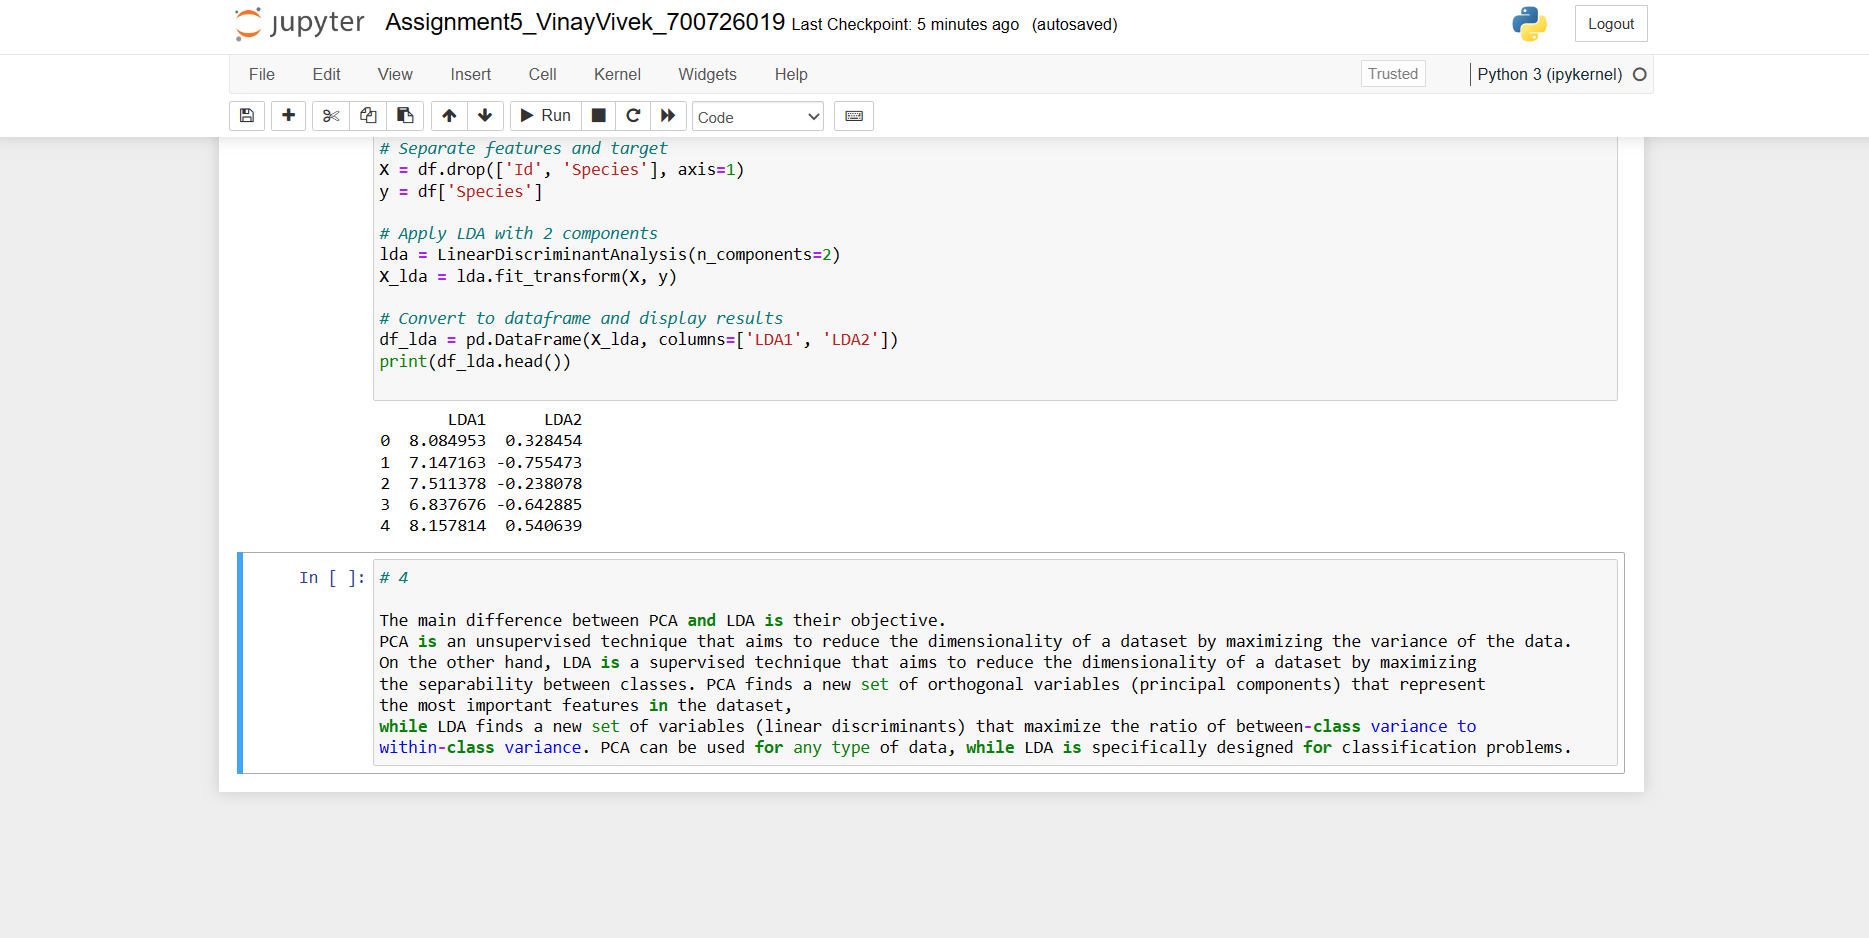 jupyter Assignment5_VinayVivek_700726019 Last Checkpoint: 5 minutes ago (autosaved)
Logout
File Edit View Insert Cell Kernel Widgets Help
Trusted
Python 3 (ipykernel)
Run
Code
# Separate features and target
X = df.drop(['Id', 'Species'], axis=1)
y = df['Species']
# Apply LDA with 2 components
lda = LinearDiscriminantAnalysis(n_components=2)
X_lda = lda.fit_transform(X, y)
# Convert to dataframe and display results
df_lda = pd.DataFrame(X_lda, columns=['LDA1', 'LDA2'])
print(df_lda.head())
LDA1 LDA2
0 8.084953 0.328454
1 7.147163 -0.755473
2 7.511378 -0.238078
3 6.837676 -0.642885
4 8.157814 0.540639
In [ ]: # 4
The main difference between PCA and LDA is their objective.
PCA is an unsupervised technique that aims to reduce the dimensionality of a dataset by maximizing the variance of the data.
On the other hand, LDA is a supervised technique that aims to reduce the dimensionality of a dataset by maximizing
the separability between classes. PCA finds a new set of orthogonal variables (principal components) that represent
the most important features in the dataset,
while LDA finds a new set of variables (linear discriminants) that maximize the ratio of between-class variance to
within-class variance. PCA can be used for any type of data, while LDA is specifically designed for classification problems.